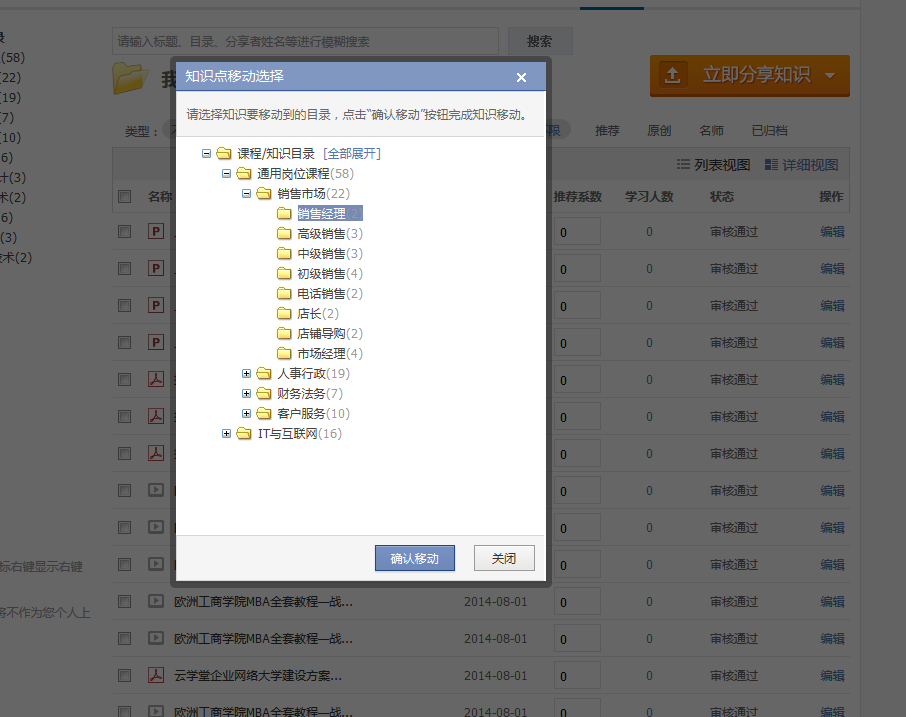 请输入标题、目录、分享者姓名等进行模糊搜索 搜索
(58)
(22)
(19)
(7)
(10)
(3)
(2)
(3)
术(2)
立即分享知识
类型：
推荐 原创 名师 已归档
列表视图 详细视图
名称 推荐系数 学习人数 状态 操作
知识点移动选择
请选择知识要移动到的目录，点击“确认移动”按钮完成知识移动。
课程/知识目录 [全部展开]
通用岗位课程(58)
销售市场(22)
销售经理(2)
高级销售(3)
中级销售(3)
初级销售(4)
电话销售(2)
店长(2)
店铺导购(2)
市场经理(4)
人事行政(19)
财务法务(7)
客户服务(10)
IT与互联网(16)
确认移动 关闭
0 0 审核通过 编辑
0 0 审核通过 编辑
0 0 审核通过 编辑
0 0 审核通过 编辑
0 0 审核通过 编辑
0 0 审核通过 编辑
0 0 审核通过 编辑
0 0 审核通过 编辑
0 0 审核通过 编辑
0 0 审核通过 编辑
标右键显示右键
将不作为您个人上
欧洲工商学院MBA全套教程—战... 2014-08-01 0 0 审核通过 编辑
欧洲工商学院MBA全套教程—战... 2014-08-01 0 0 审核通过 编辑
云学堂企业网络大学建设方案... 2014-08-01 0 0 审核通过 编辑
欧洲工商学院MBA全套教程—战... 2014-08-01 0 0 审核通过 编辑